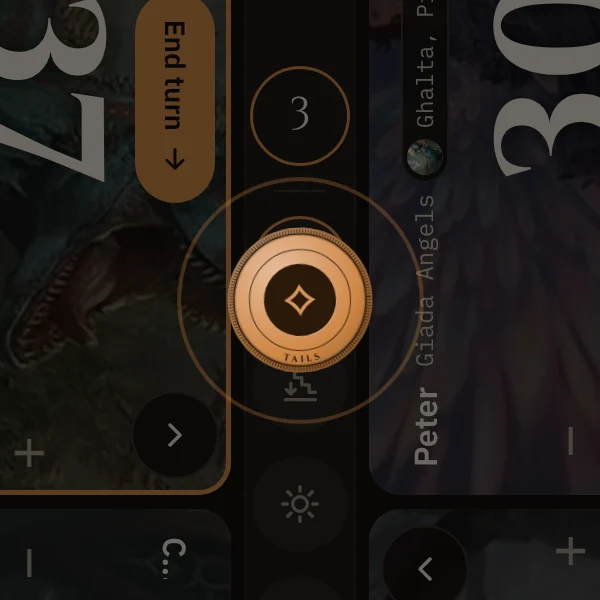 37
End turn →
3
TAILS
C...
Ghalta, P
30
Peter Giada Angels